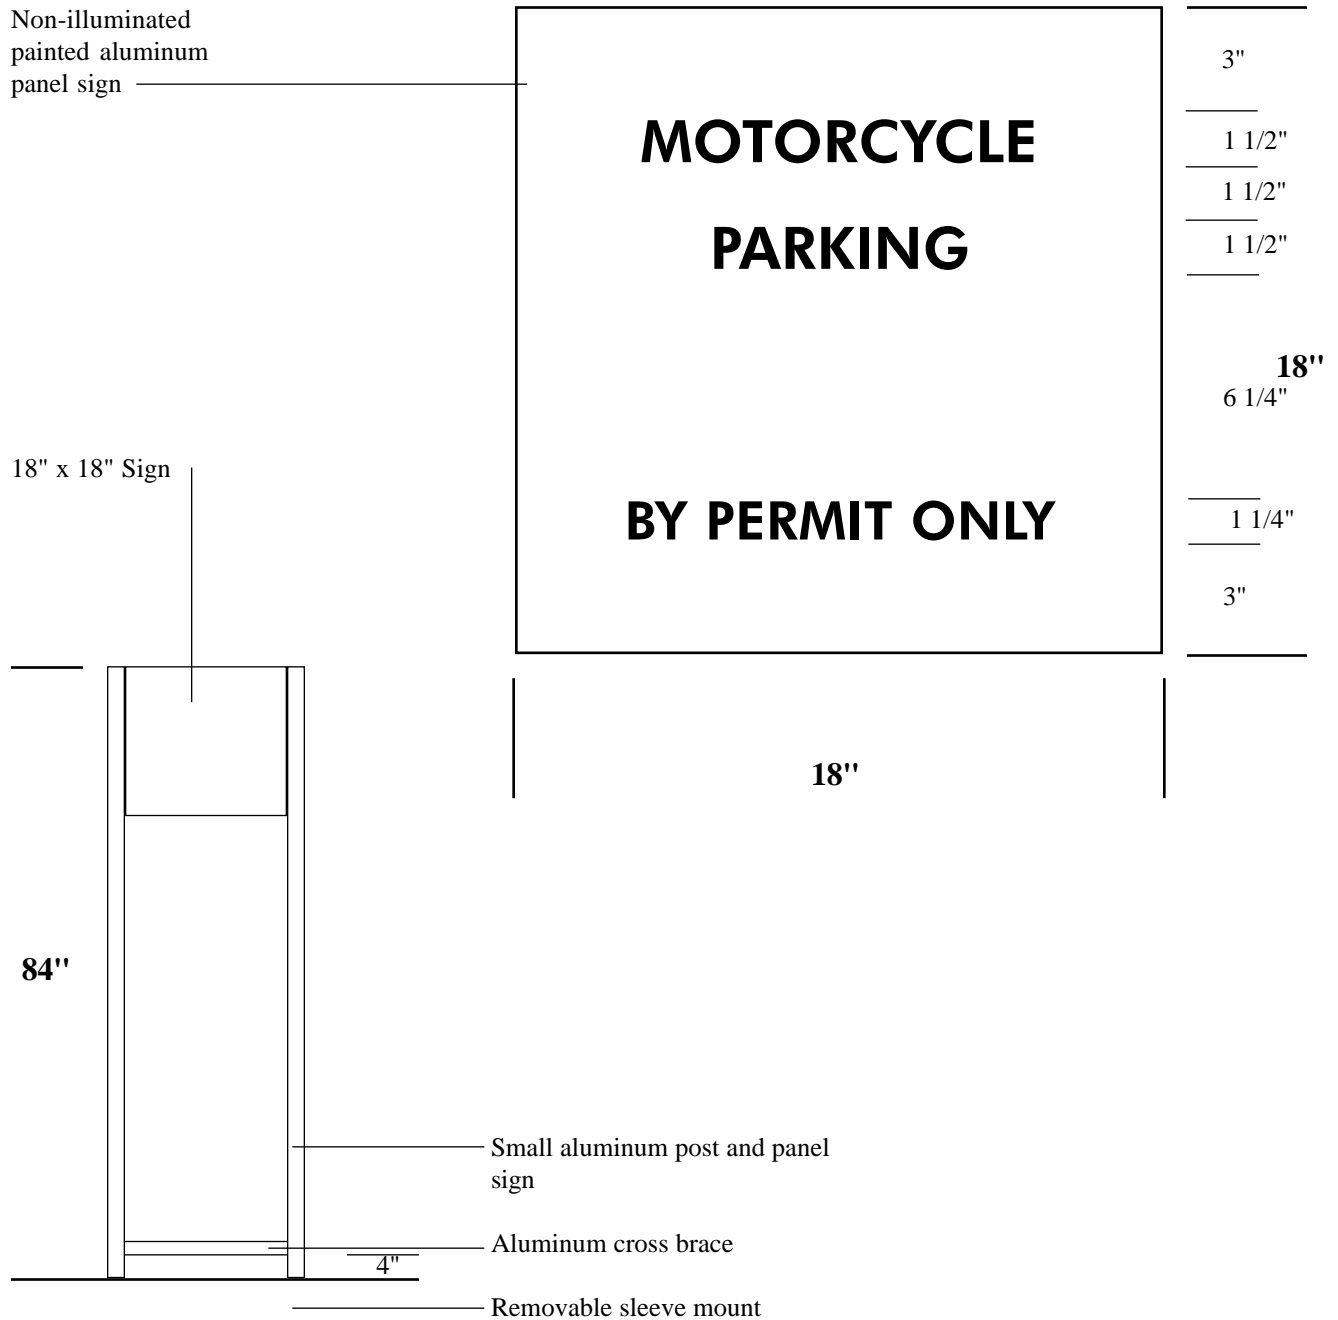 Non-illuminated
painted aluminum
panel sign
MOTORCYCLE
PARKING
BY PERMIT ONLY
3"
1 1/2"
1 1/2"
1 1/2"
18"
6 1/4"
1 1/4"
3"
18"
18" x 18" Sign
84"
Small aluminum post and panel
sign
Aluminum cross brace
4"
Removable sleeve mount